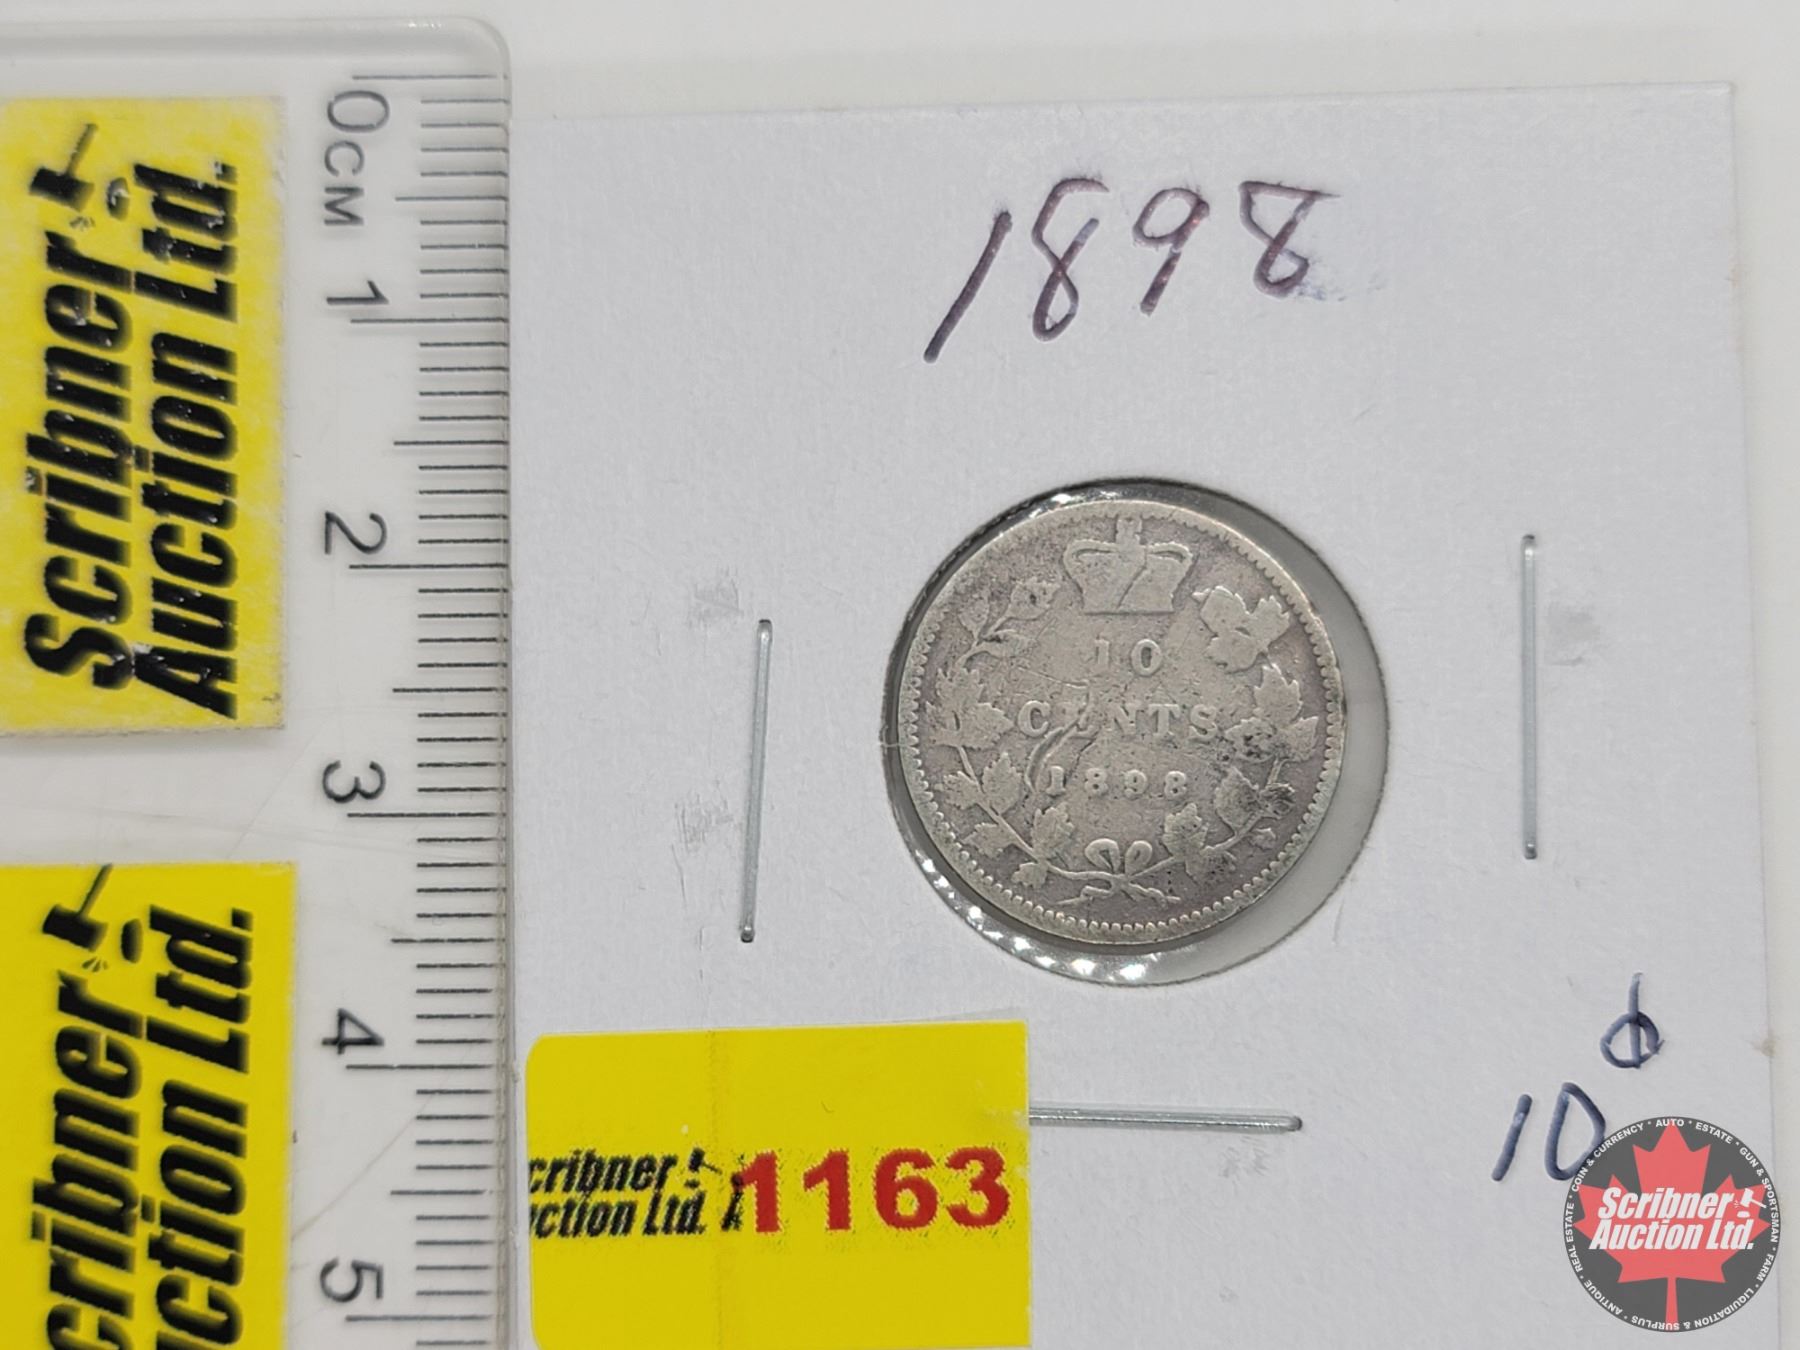 0CM
1
2
3
4
5
Scribner
Auction Ltd.
Scribner
Auction Ltd.
1898
10
CENTS
1898
10¢
cribner
uction Ltd.
1163
COIN & CURRENCY • AUTO • ESTATE • GUN & SPORTSMAN • FARM • LIQUIDATION & SURPLUS • ANTIQUE • REAL ESTATE •
Scribner
Auction Ltd.